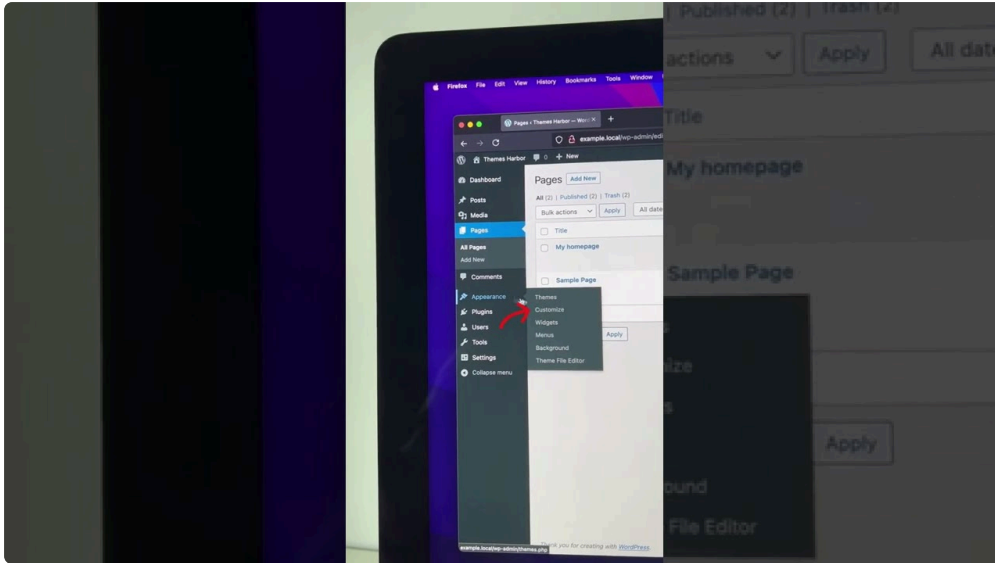 Firefox File Edit View History Bookmarks Tools Window
Pages ‹ Themes Harbor — Word
example.local/wp-admin/edi
Themes Harbor 0 New
Dashboard
Posts
Media
Pages
All Pages
Add New
Comments
Appearance
Plugins
Users
Tools
Settings
Collapse menu
Pages Add New
All (2) | Published (2) | Trash (2)
Bulk actions Apply All date
Title
My homepage
Sample Page
Themes
Customize
Widgets
Menus
Background
Theme File Editor
Apply
Thank you for creating with WordPress.
example.local/wp-admin/themes.php
| Published (2) | Trash (2)
actions Apply All date
Title
My homepage
Sample Page
s
ize
s
Apply
ound
File Editor